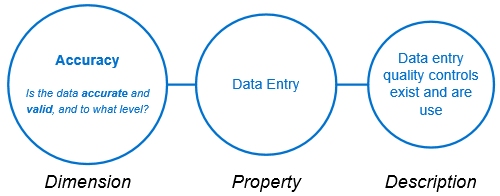 Accuracy
Is the data accurate and
valid, and to what level?
Data Entry
Data entry
quality controls
exist and are
use
Dimension
Property
Description